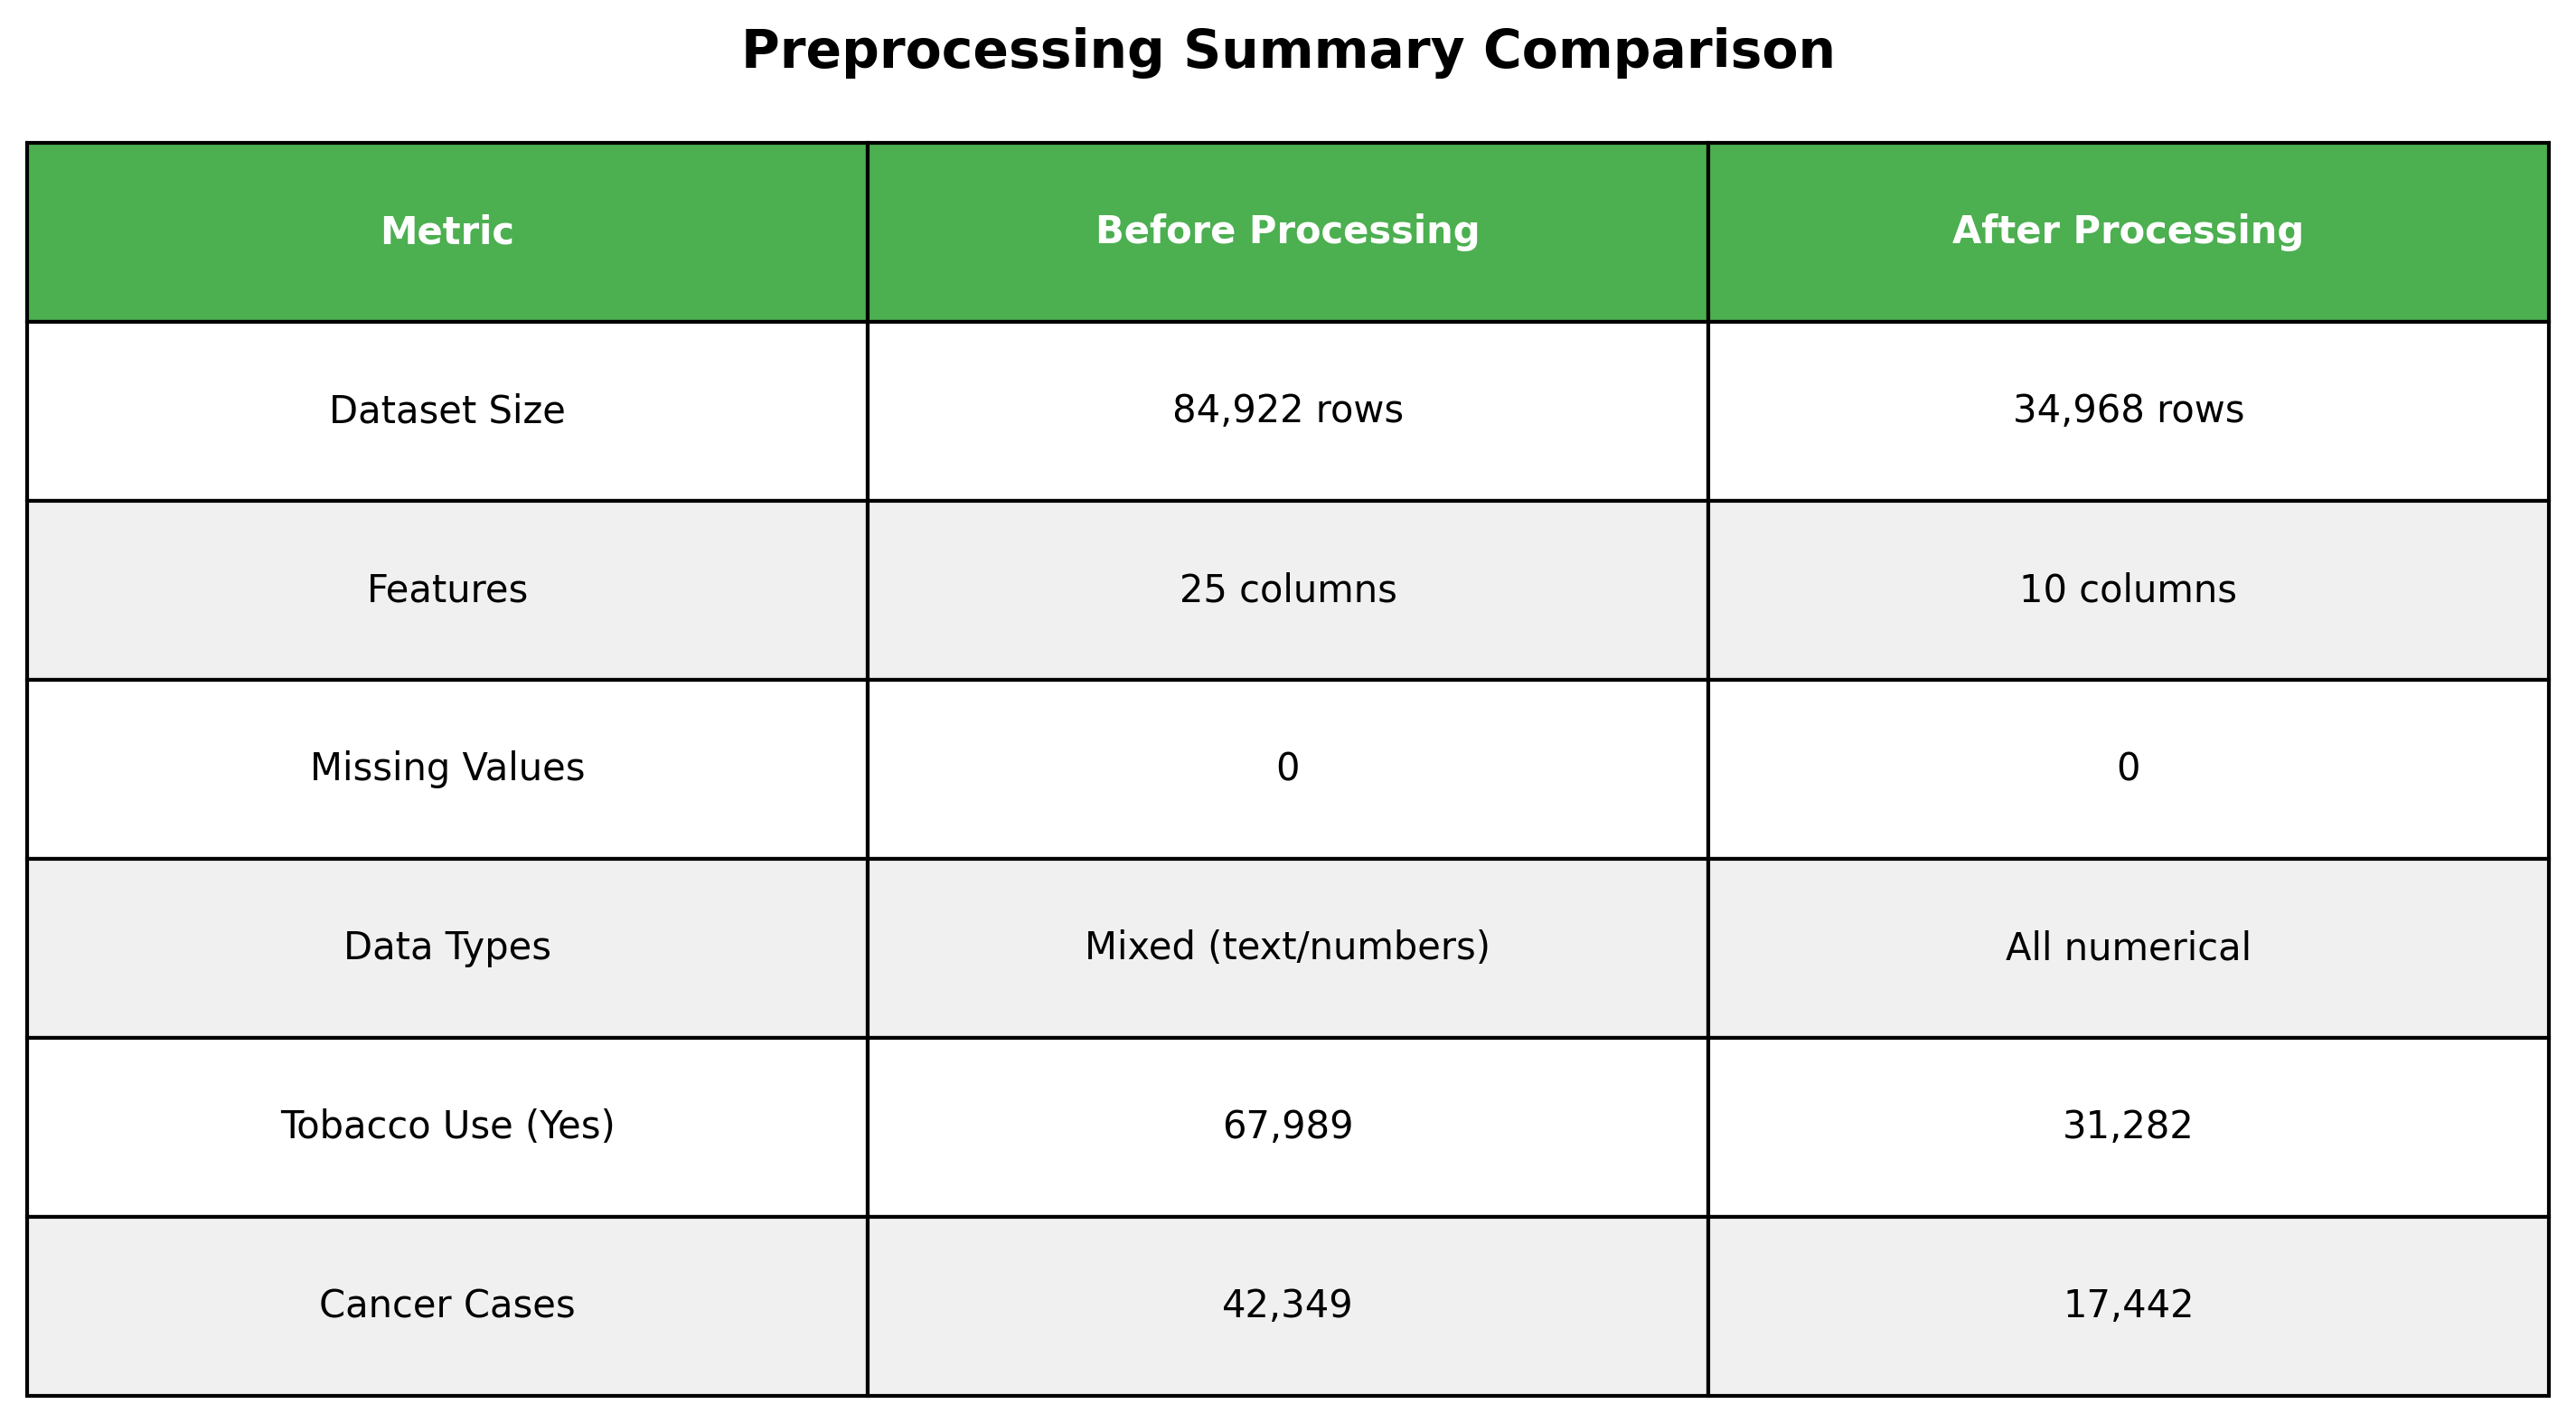 Preprocessing Summary Comparison
Metric Before Processing After Processing
Dataset Size 84,922 rows 34,968 rows
Features 25 columns 10 columns
Missing Values 0 0
Data Types Mixed (text/numbers) All numerical
Tobacco Use (Yes) 67,989 31,282
Cancer Cases 42,349 17,442